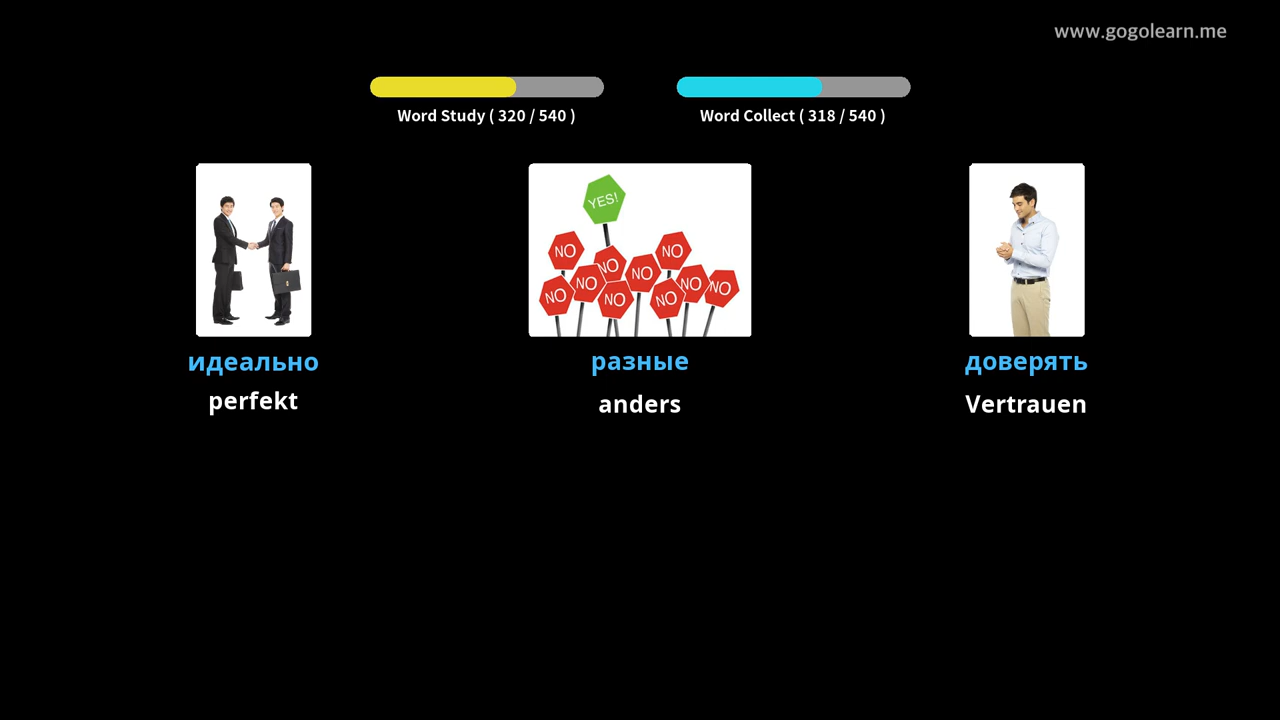 www.gogolearn.me
Word Study ( 320 / 540 )
Word Collect ( 318 / 540 )
YES!
NO
NO
NO
NO
NO
NO
NO
NO
NO
NO
идеально
разные
доверять
perfekt
anders
Vertrauen